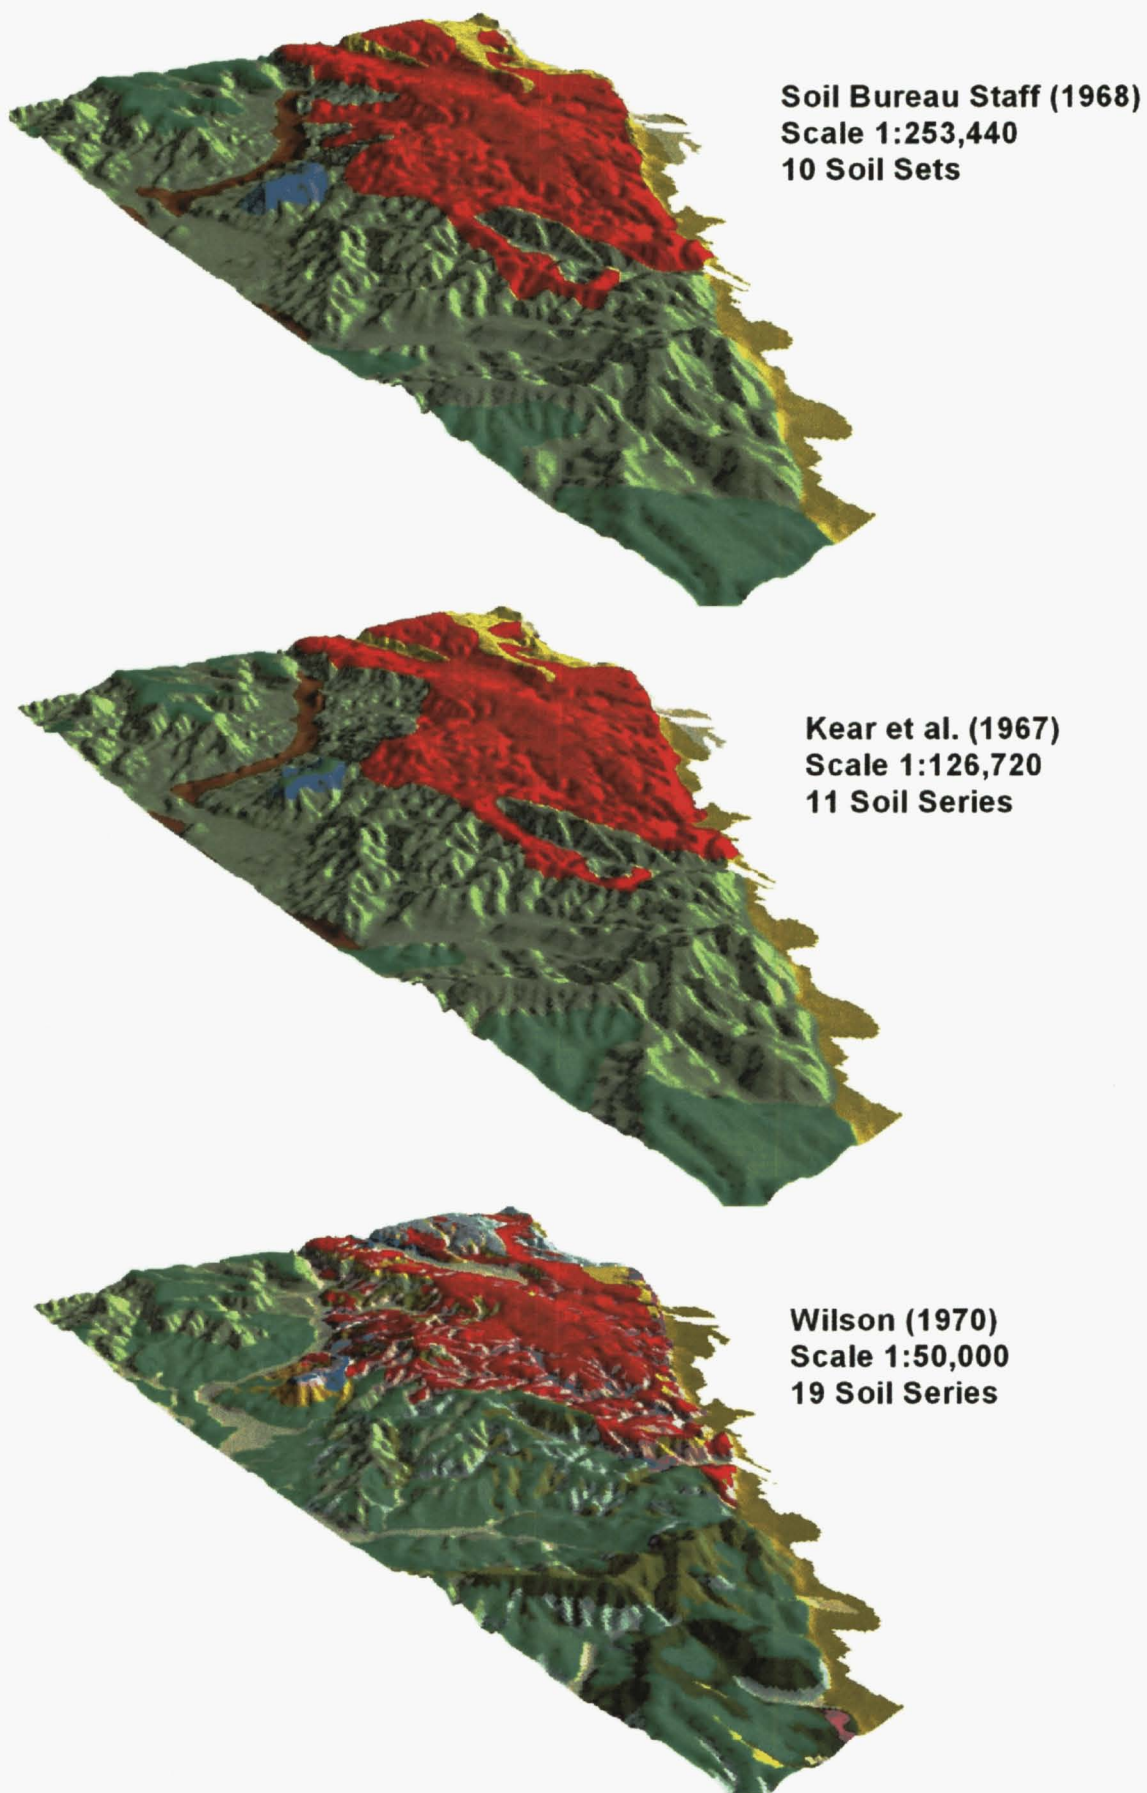 Soil Bureau Staff (1968)
Scale 1:253,440
10 Soil Sets
Kear et al. (1967)
Scale 1:126,720
11 Soil Series
Wilson (1970)
Scale 1:50,000
19 Soil Series